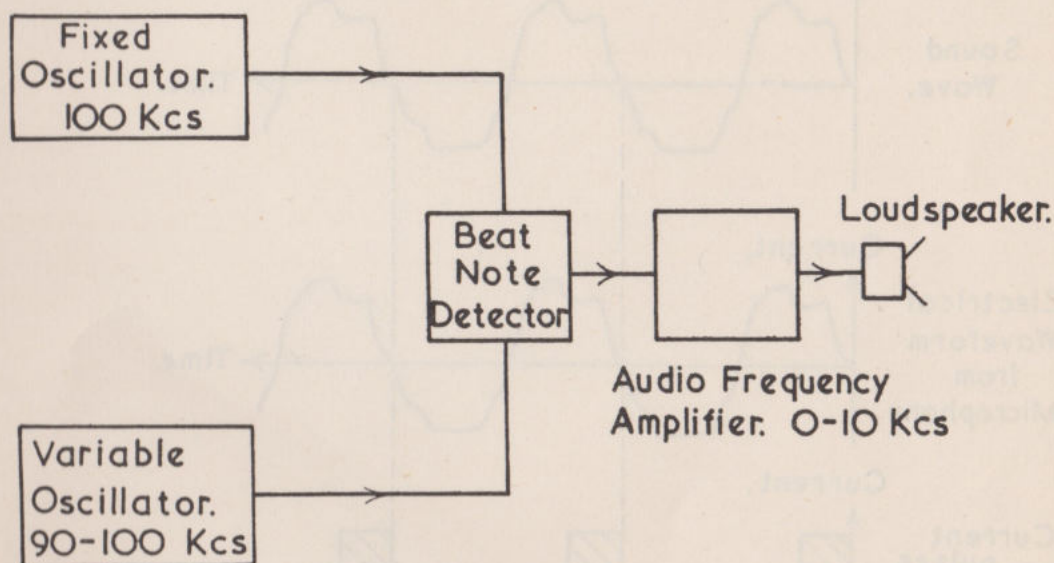 Fixed
Oscillator.
100 Kcs
Beat
Note
Detector
Loudspeaker.
Audio Frequency
Amplifier. 0-10 Kcs
Variable
Oscillator.
90-100 Kcs